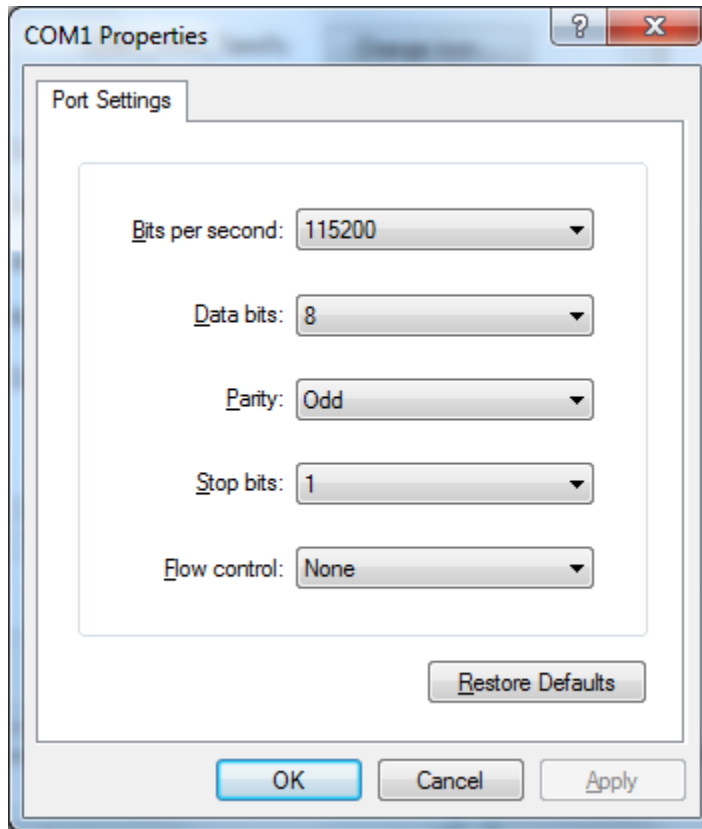 COM1 Properties
Port Settings
Bits per second: 115200
Data bits: 8
Parity: Odd
Stop bits: 1
Flow control: None
Restore Defaults
OK Cancel Apply